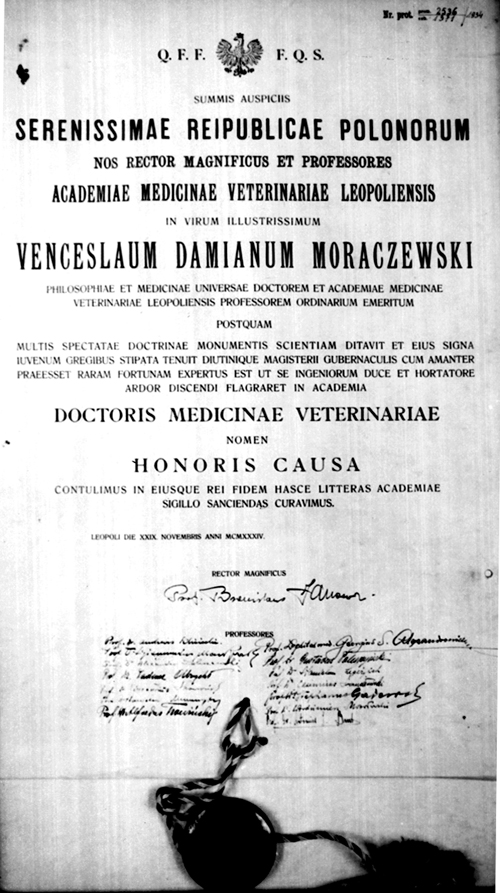 Nr. prot. 2536 / 1934
Q. F. F. F. Q. S.
SUMMIS AUSPICIIS
SERENISSIMAE REIPUBLICAE POLONORUM
NOS RECTOR MAGNIFICUS ET PROFESSORES
ACADEMIAE MEDICINAE VETERINARIAE LEOPOLIENSIS
IN VIRUM ILLUSTRISSIMUM
VENCESLAUM DAMIANUM MORACZEWSKI
PHILOSOPHIAE ET MEDICINAE UNIVERSAE DOCTOREM ET ACADEMIAE MEDICINAE
VETERINARIAE LEOPOLIENSIS PROFESSOREM ORDINARIUM EMERITUM
POSTQUAM
MULTIS SPECTATAE DOCTRINAE MONUMENTIS SCIENTIAM DITAVIT ET EIUS SIGNA
IUVENUM GREGIBUS STIPATA TENUIT DIUTINIQUE MAGISTERII GUBERNACULIS CUM AMANTER
PRAEESSET RARAM FORTUNAM EXPERTUS EST UT SE INGENIORUM DUCE ET HORTATORE
ARDOR DISCENDI FLAGRARET IN ACADEMIA
DOCTORIS MEDICINAE VETERINARIAE
NOMEN
HONORIS CAUSA
CONTULIMUS IN EIUSQUE REI FIDEM HASCE LITTERAS ACADEMIAE
SIGILLO SANCIENDAS CURAVIMUS.
LEOPOLI DIE XXIX. NOVEMBRIS ANNI MCMXXXIV.
RECTOR MAGNIFICUS
Prof. Bronislaus Janowski
PROFESSORES